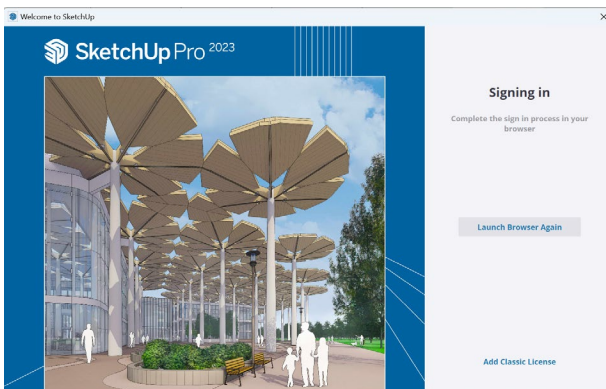 Welcome to SketchUp
SketchUp Pro 2023
Signing in
Complete the sign in process in your
browser
Launch Browser Again
Add Classic License